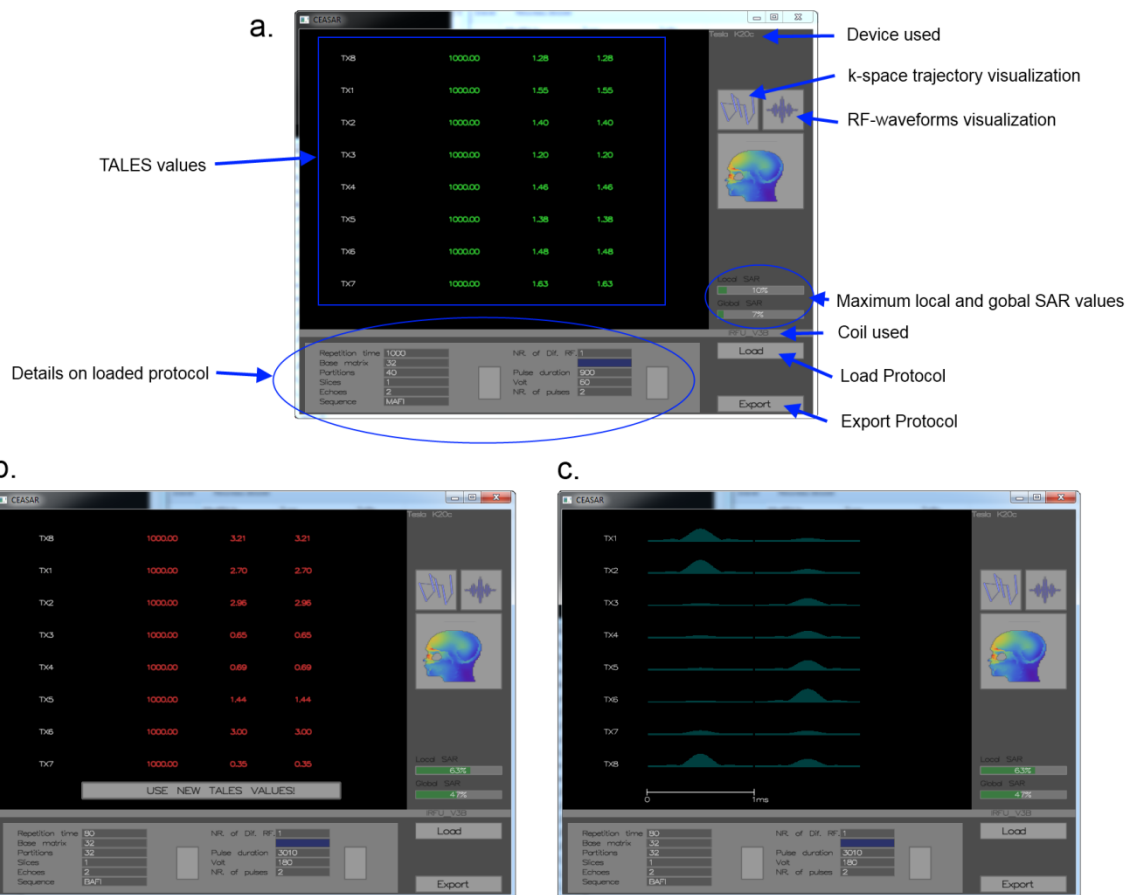 a.
CEASAR
Tesla K20c
Device used
TX8 1000.00 1.28 1.28
k-space trajectory visualization
TX1 1000.00 1.55 1.55
RF-waveforms visualization
TX2 1000.00 1.40 1.40
TALES values
TX3 1000.00 1.20 1.20
TX4 1000.00 1.46 1.46
TX5 1000.00 1.38 1.38
TX6 1000.00 1.48 1.48
TX7 1000.00 1.63 1.63
Local SAR
10%
Global SAR
7%
Maximum local and gobal SAR values
IRFU_V3B
Coil used
Details on loaded protocol
Repetition time 1000
Base matrix 32
Partitions 40
Slices 1
Echoes 2
Sequence MAFI
NR. of Dif. RF. 1
Pulse duration 900
Volt 60
NR. of pulses 2
Load
Load Protocol
Export
Export Protocol
b.
CEASAR
Tesla K20c
TX8 1000.00 3.21 3.21
TX1 1000.00 2.70 2.70
TX2 1000.00 2.96 2.96
TX3 1000.00 0.65 0.65
TX4 1000.00 0.69 0.69
TX5 1000.00 1.44 1.44
TX6 1000.00 3.00 3.00
TX7 1000.00 0.35 0.35
USE NEW TALES VALUES!
Local SAR
63%
Global SAR
47%
IRFU_V3B
Repetition time 80
Base matrix 32
Partitions 32
Slices 1
Echoes 2
Sequence BAFI
NR. of Dif. RF. 1
Pulse duration 3010
Volt 180
NR. of pulses 2
Load
Export
c.
CEASAR
Tesla K20c
TX1
TX2
TX3
TX4
TX5
TX6
TX7
TX8
0 1ms
Local SAR
63%
Global SAR
47%
IRFU_V3B
Repetition time 80
Base matrix 32
Partitions 32
Slices 1
Echoes 2
Sequence BAFI
NR. of Dif. RF. 1
Pulse duration 3010
Volt 180
NR. of pulses 2
Load
Export